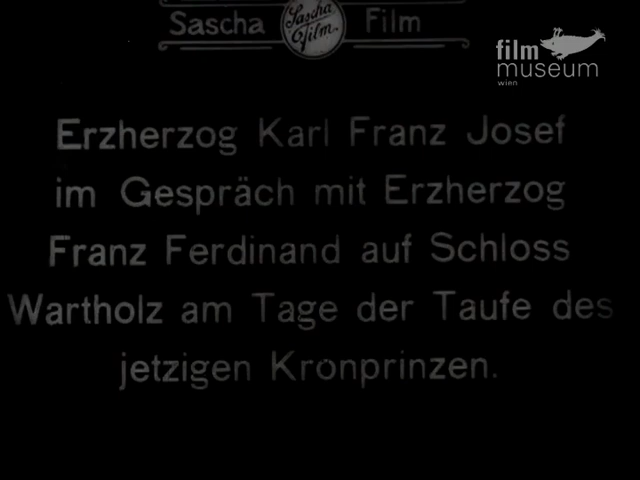 Sascha Sascha Film Film
film
museum
wien
Erzherzog Karl Franz Josef
im Gespräch mit Erzherzog
Franz Ferdinand auf Schloss
Wartholz am Tage der Taufe des
jetzigen Kronprinzen.